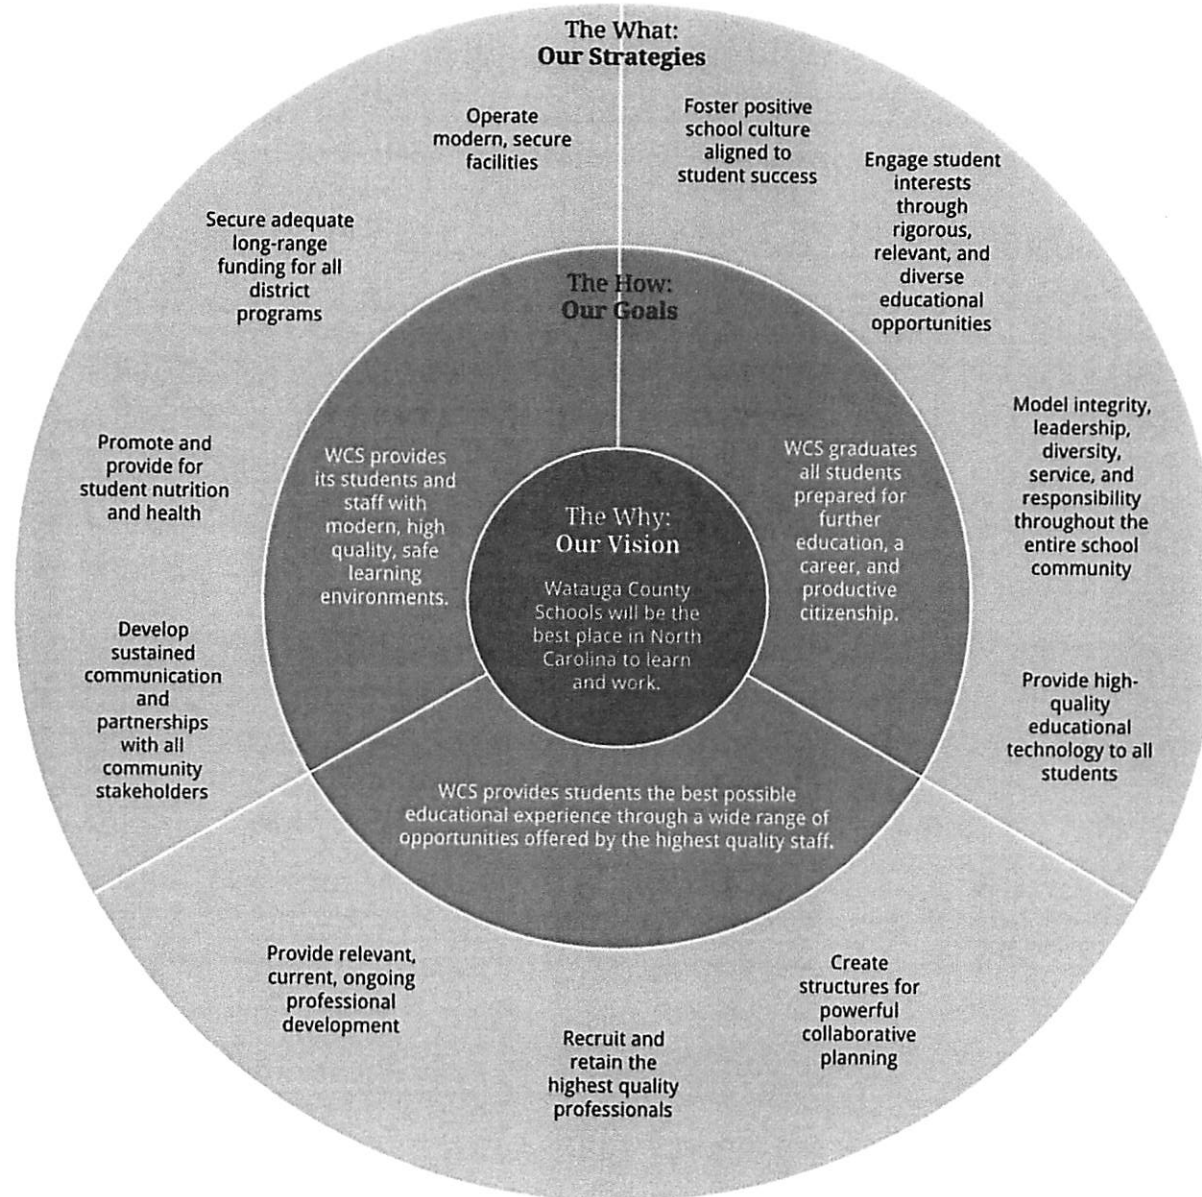 The What:
Our Strategies
Operate
modern, secure
facilities
Foster positive
school culture
aligned to
student success
Engage student
interests
through
rigorous,
relevant, and
diverse
educational
opportunities
Secure adequate
long-range
funding for all
district
programs
The How:
Our Goals
Model integrity,
leadership,
diversity,
service, and
responsibility
throughout the
entire school
community
Promote and
provide for
student nutrition
and health
WCS provides
its students and
staff with
modern, high
quality, safe
learning
environments.
WCS graduates
all students
prepared for
further
education, a
career, and
productive
citizenship.
The Why:
Our Vision
Watauga County
Schools will be the
best place in North
Carolina to learn
and work.
Develop
sustained
communication
and
partnerships
with all
community
stakeholders
Provide high-
quality
educational
technology to all
students
WCS provides students the best possible
educational experience through a wide range of
opportunities offered by the highest quality staff.
Provide relevant,
current, ongoing
professional
development
Recruit and
retain the
highest quality
professionals
Create
structures for
powerful
collaborative
planning